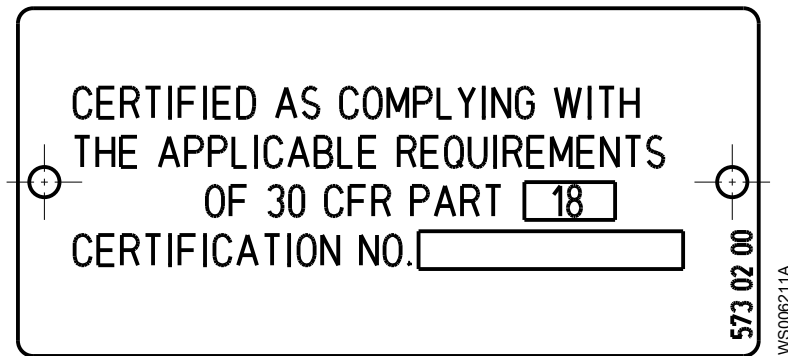 CERTIFIED AS COMPLYING WITH
THE APPLICABLE REQUIREMENTS
OF 30 CFR PART 18
CERTIFICATION NO.
573 02 00
WS006211A